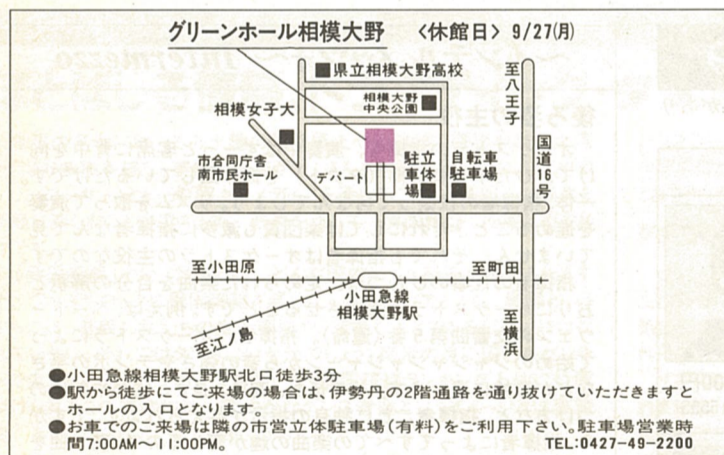 グリーンホール相模大野 〈休館日〉 9/27㈪
県立相模大野高校
至八王子
相模大野
中央公園
相模女子大
国道16号
市合同庁舎
南市民ホール
デパート
立体
駐車場
自転車
駐車場
至小田原
至町田
小田急線
相模大野駅
至江ノ島
至横浜
●小田急線相模大野駅北口徒歩3分
●駅から徒歩にてご来場の場合は、伊勢丹の2階通路を通り抜けていただきますと
ホールの入口となります。
●お車でのご来場は隣の市営立体駐車場(有料)をご利用下さい。駐車場営業時
間7:00AM〜11:00PM。 TEL:0427-49-2200